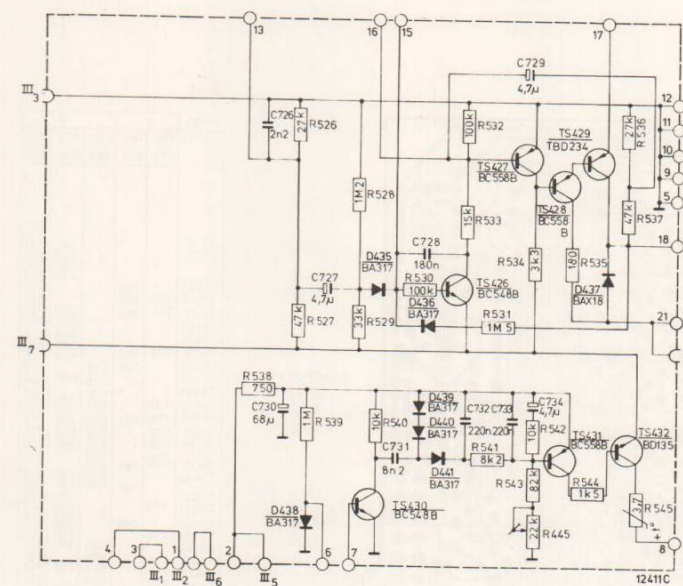 13
16
15
17
III3
C729
4,7µ
12
11
10
9
5
C726
2n2
27k
R526
100k
R532
TS429
TBD234
27k
R536
TS427
BC558B
1M2
R528
15k
R533
TS428
BC558
B
47k
R537
C728
180n
18
D435
BA317
R530
100k
TS426
BC548B
R534
3k3
180
R535
D437
BAX18
C727
4,7µ
D436
BA317
R531
1M5
47k
R527
33k
R529
21
III7
R538
750
C730
68µ
1M
R539
10k
R540
D439
BA317
D440
BA317
C732
220n
C733
220n
C734
4,7µ
10k
R542
TS431
BC558B
TS432
BD135
C731
8n2
D441
BA317
R541
8k2
R543
82k
R544
1k5
3,7
R545
+t°
D438
BA317
TS430
BC548B
22k
R445
4
3
III1
1
III2
III6
2
III5
6
7
8
12411C